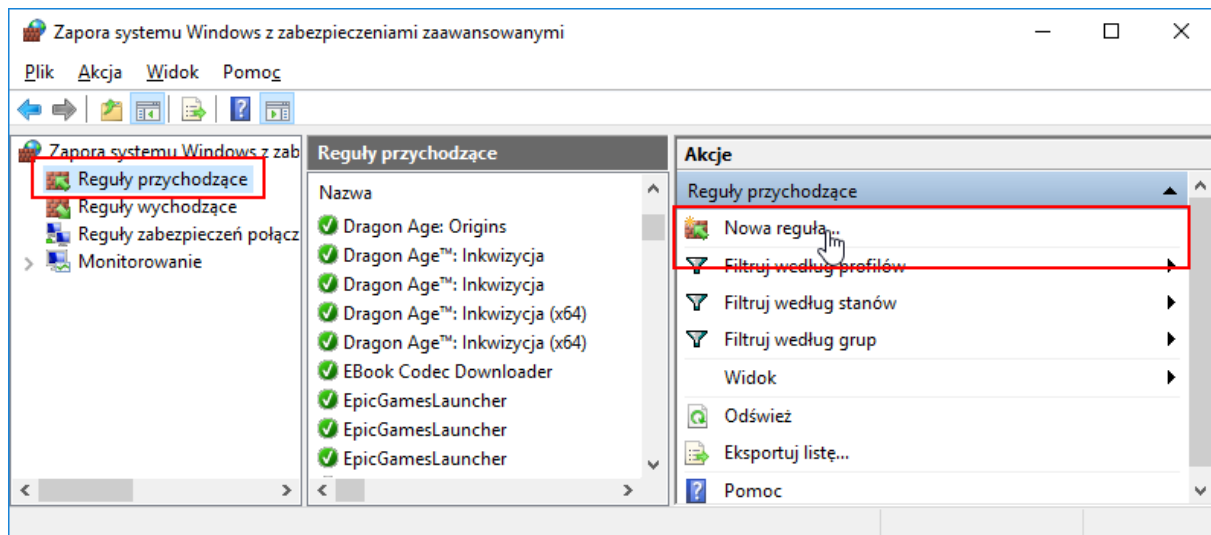 Zapora systemu Windows z zabezpieczeniami zaawansowanymi
Plik Akcja Widok Pomoc
Zapora systemu Windows z zab
Reguły przychodzące
Reguły wychodzące
Reguły zabezpieczeń połącz
Monitorowanie
Reguły przychodzące
Nazwa
Dragon Age: Origins
Dragon Age™: Inkwizycja
Dragon Age™: Inkwizycja
Dragon Age™: Inkwizycja (x64)
Dragon Age™: Inkwizycja (x64)
EBook Codec Downloader
EpicGamesLauncher
EpicGamesLauncher
EpicGamesLauncher
Akcje
Reguły przychodzące
Nowa reguła...
Filtruj według profilów
Filtruj według stanów
Filtruj według grup
Widok
Odśwież
Eksportuj listę...
Pomoc